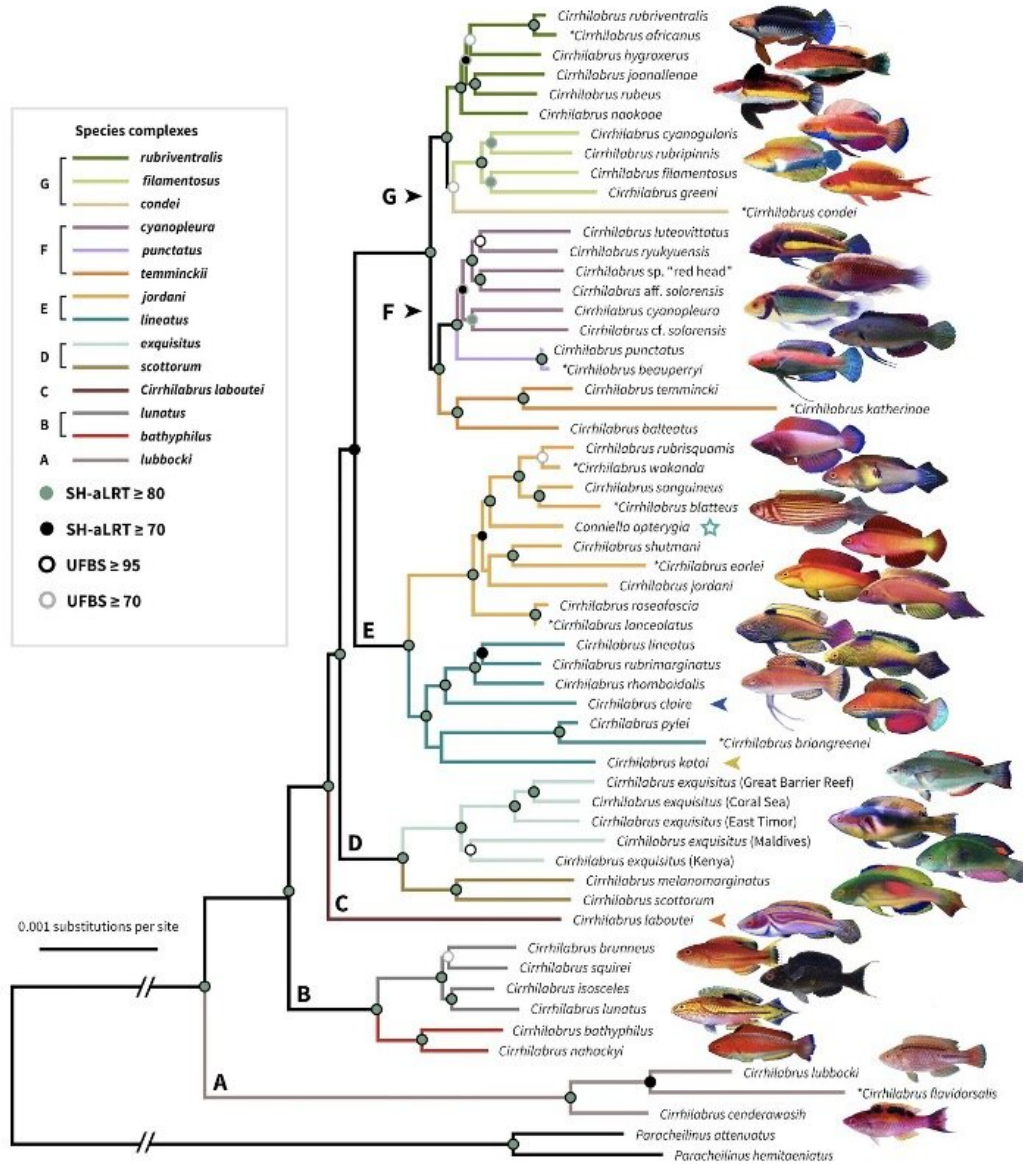 Species complexes
G
rubriventralis
filamentosus
condei
F
cyanopleura
punctatus
temminckii
E
jordani
lineatus
D
exquisitus
scottorum
C
Cirrhilabrus laboutei
B
lunatus
bathyphilus
A
lubbocki
SH-aLRT ≥ 80
SH-aLRT ≥ 70
UFBS ≥ 95
UFBS ≥ 70
Cirrhilabrus rubriventralis
*Cirrhilabrus africanus
Cirrhilabrus hygroxerus
Cirrhilabrus joanallenae
Cirrhilabrus rubeus
Cirrhilabrus naokoae
Cirrhilabrus cyanogularis
Cirrhilabrus rubripinnis
Cirrhilabrus filamentosus
Cirrhilabrus greeni
G
*Cirrhilabrus condei
Cirrhilabrus luteovittatus
Cirrhilabrus ryukyuensis
Cirrhilabrus sp. "red head"
Cirrhilabrus aff. solorensis
F
Cirrhilabrus cyanopleura
Cirrhilabrus cf. solorensis
Cirrhilabrus punctatus
*Cirrhilabrus beauperryi
Cirrhilabrus temmincki
*Cirrhilabrus katherinae
Cirrhilabrus balteatus
Cirrhilabrus rubrisquamis
*Cirrhilabrus wakanda
Cirrhilabrus sanguineus
*Cirrhilabrus blatteus
Conniella apterygia
Cirrhilabrus shutmani
*Cirrhilabrus earlei
Cirrhilabrus jordani
Cirrhilabrus roseafascia
*Cirrhilabrus lanceolatus
E
Cirrhilabrus lineatus
Cirrhilabrus rubrimarginatus
Cirrhilabrus rhomboidalis
Cirrhilabrus claire
Cirrhilabrus pylei
*Cirrhilabrus briangreenei
Cirrhilabrus katoi
Cirrhilabrus exquisitus (Great Barrier Reef)
Cirrhilabrus exquisitus (Coral Sea)
Cirrhilabrus exquisitus (East Timor)
Cirrhilabrus exquisitus (Maldives)
D
Cirrhilabrus exquisitus (Kenya)
Cirrhilabrus melanomarginatus
Cirrhilabrus scottorum
C
Cirrhilabrus laboutei
0.001 substitutions per site
Cirrhilabrus brunneus
Cirrhilabrus squirei
Cirrhilabrus isosceles
B
Cirrhilabrus lunatus
Cirrhilabrus bathyphilus
Cirrhilabrus nahackyi
A
Cirrhilabrus lubbocki
*Cirrhilabrus flavidorsalis
Cirrhilabrus cenderawasih
Paracheilinus attenuatus
Paracheilinus hemitaeniatus